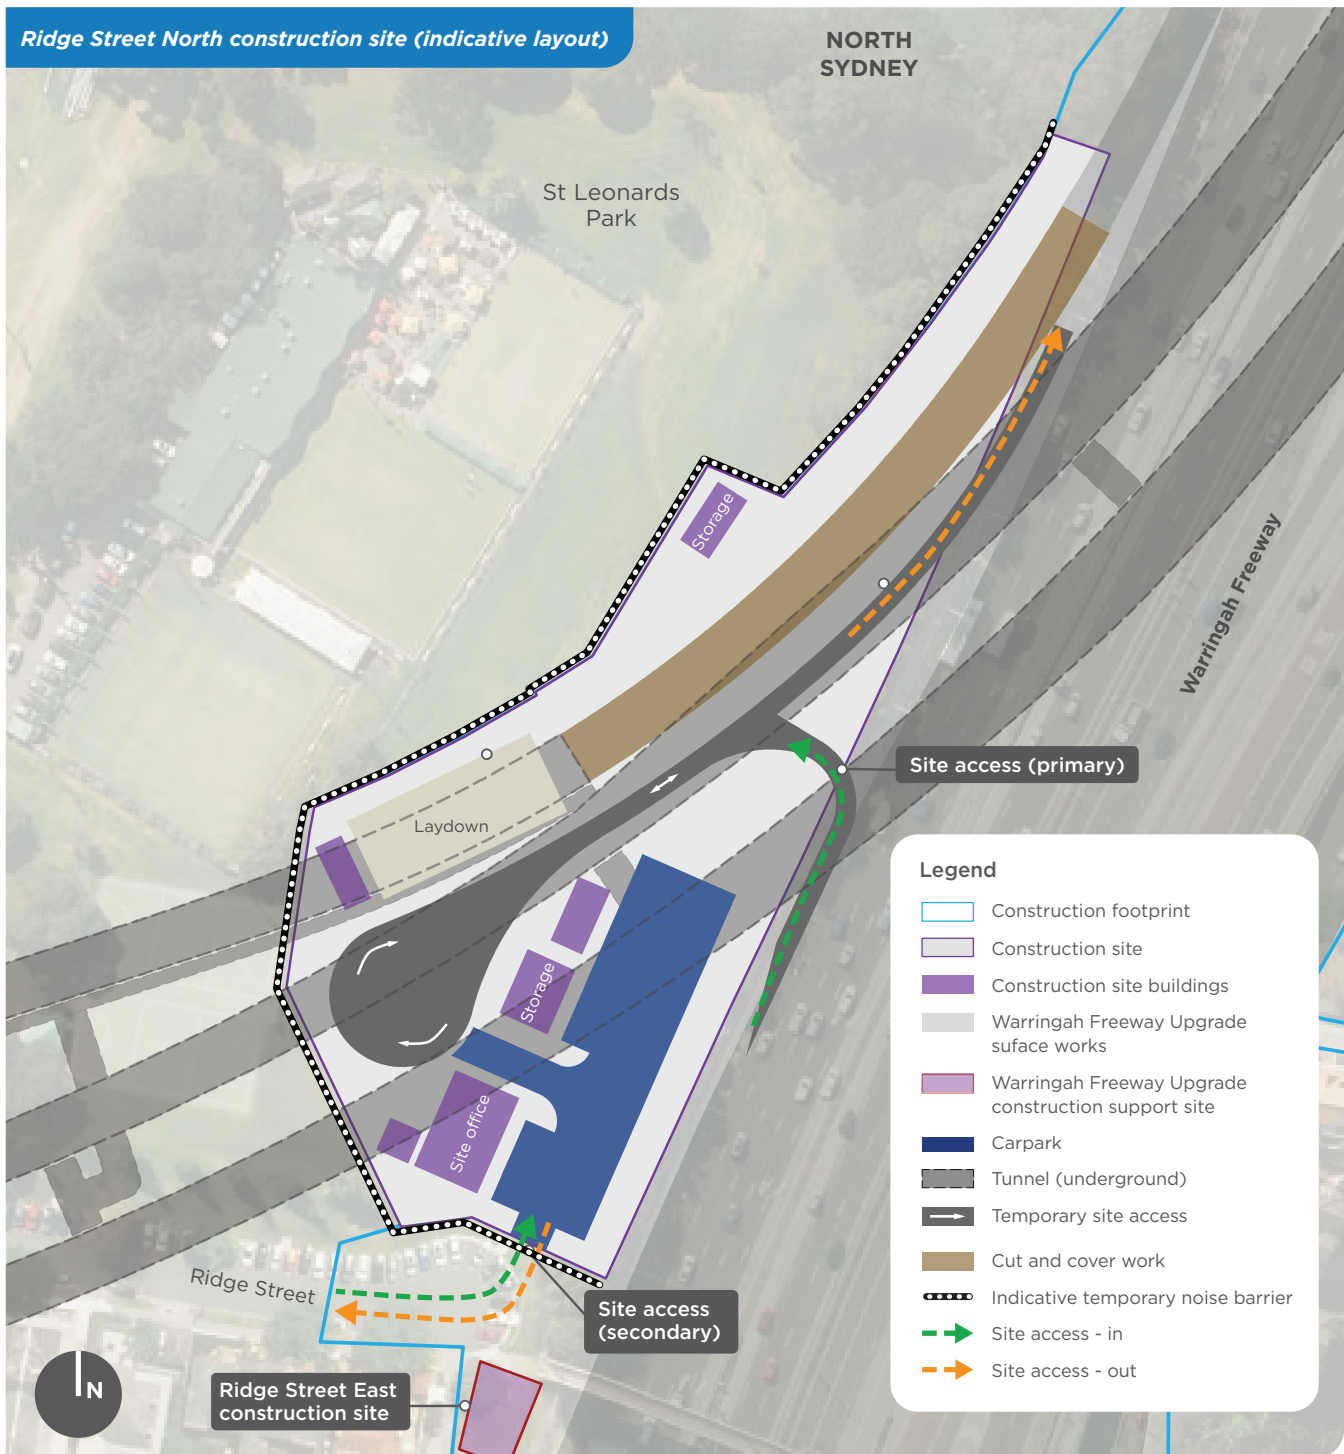 Ridge Street North construction site (indicative layout)
NORTH
SYDNEY
St Leonards
Park
Storage
Warringah Freeway
Site access (primary)
Laydown
Storage
Site office
Ridge Street
Site access
(secondary)
Ridge Street East
construction site
N
Legend
Construction footprint
Construction site
Construction site buildings
Warringah Freeway Upgrade
suface works
Warringah Freeway Upgrade
construction support site
Carpark
Tunnel (underground)
Temporary site access
Cut and cover work
Indicative temporary noise barrier
Site access - in
Site access - out